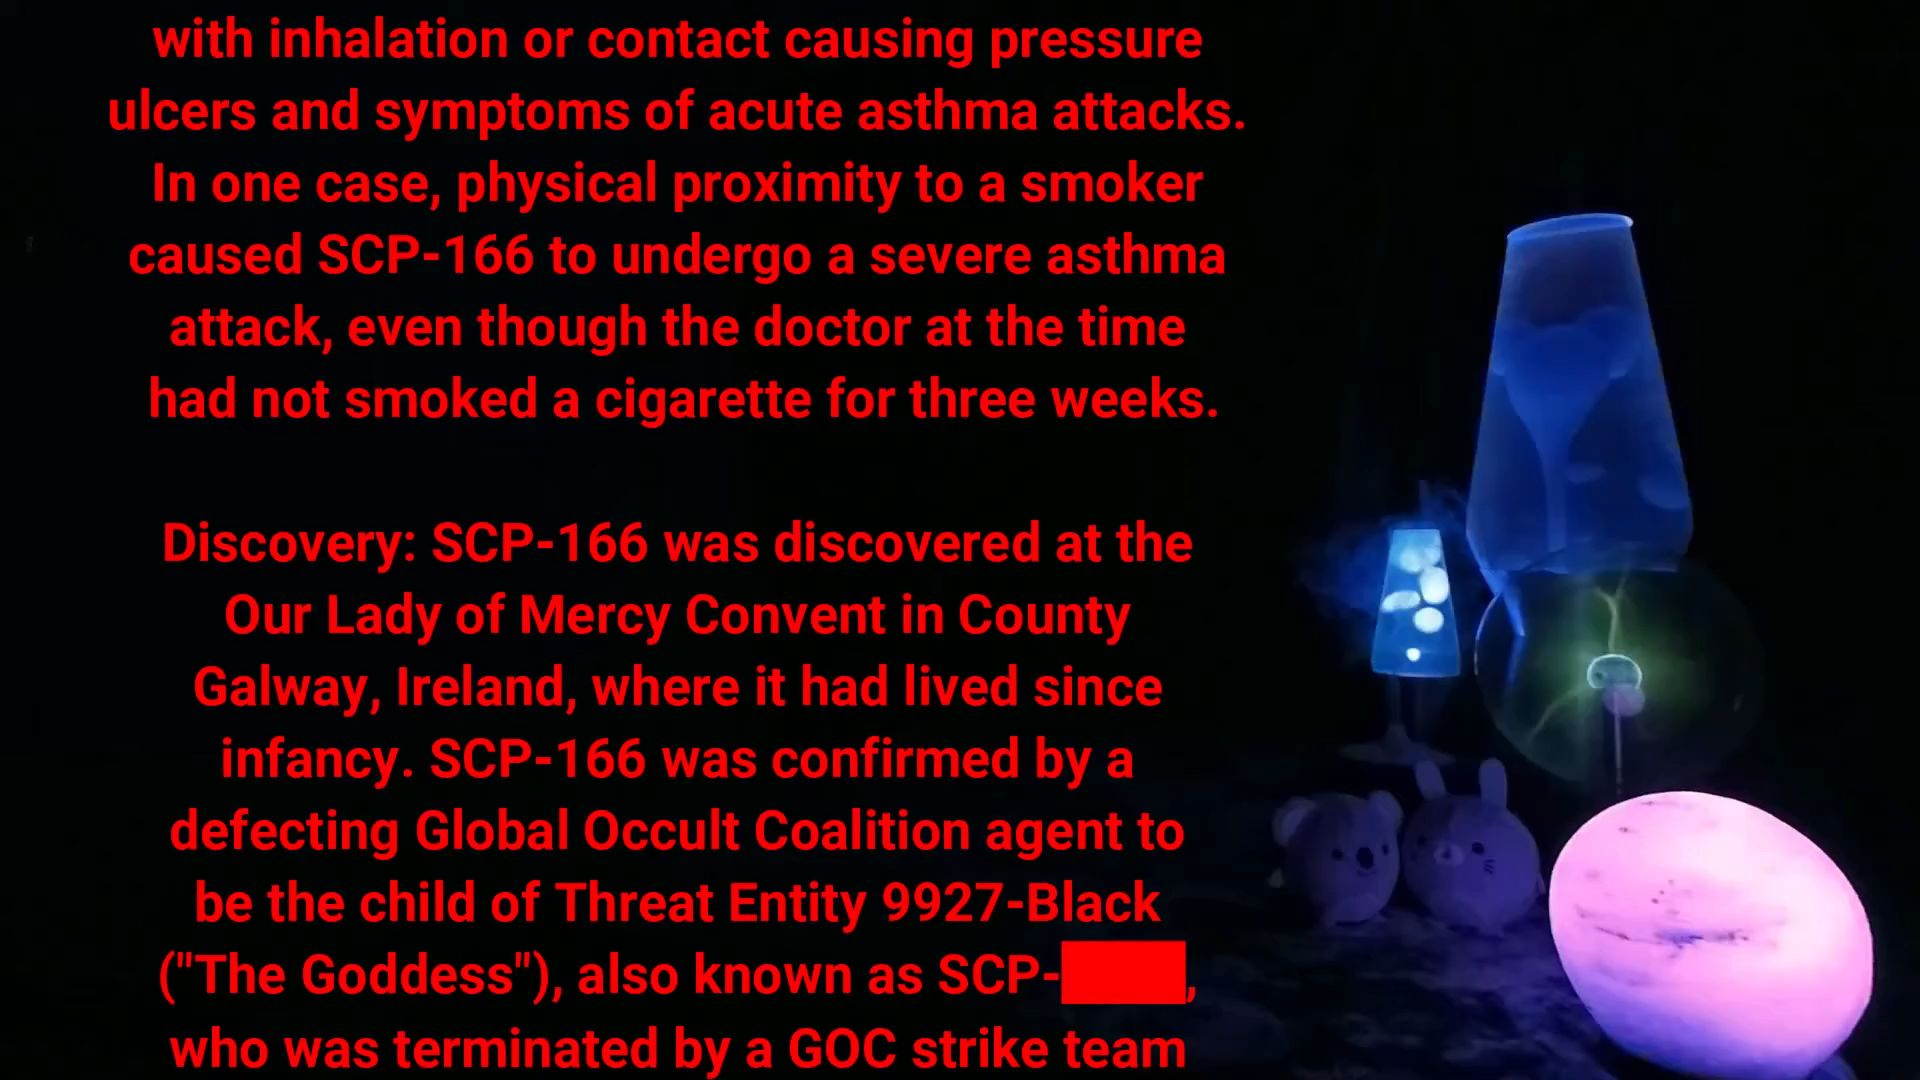 with inhalation or contact causing pressure
ulcers and symptoms of acute asthma attacks.
In one case, physical proximity to a smoker
caused SCP-166 to undergo a severe asthma
attack, even though the doctor at the time
had not smoked a cigarette for three weeks.
Discovery: SCP-166 was discovered at the
Our Lady of Mercy Convent in County
Galway, Ireland, where it had lived since
infancy. SCP-166 was confirmed by a
defecting Global Occult Coalition agent to
be the child of Threat Entity 9927-Black
("The Goddess"), also known as SCP-████,
who was terminated by a GOC strike team